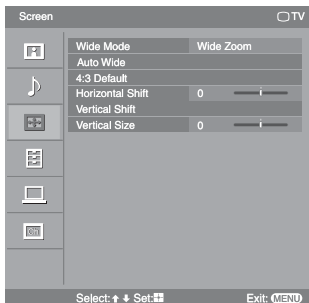 Screen TV
Wide Mode Wide Zoom
Auto Wide
4:3 Default
Horizontal Shift 0
Vertical Shift
Vertical Size 0
Off
Select: ↑ ↓ Set: Exit: MENU